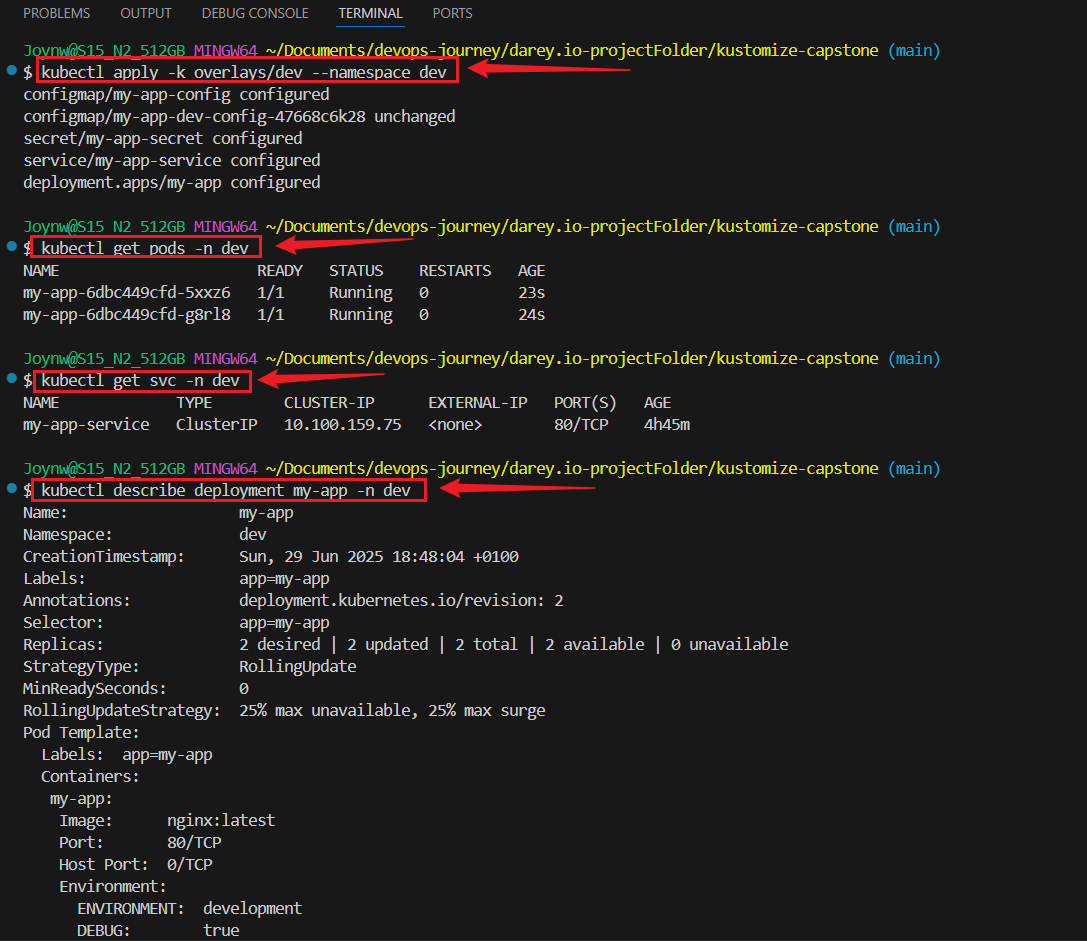 PROBLEMS OUTPUT DEBUG CONSOLE TERMINAL PORTS
Joynw@S15_N2_512GB MINGW64 ~/Documents/devops-journey/darey.io-projectFolder/kustomize-capstone (main)
$ kubectl apply -k overlays/dev --namespace dev
configmap/my-app-config configured
configmap/my-app-dev-config-47668c6k28 unchanged
secret/my-app-secret configured
service/my-app-service configured
deployment.apps/my-app configured
Joynw@S15_N2_512GB MINGW64 ~/Documents/devops-journey/darey.io-projectFolder/kustomize-capstone (main)
$ kubectl get pods -n dev
NAME READY STATUS RESTARTS AGE
my-app-6dbc449cfd-5xxz6 1/1 Running 0 23s
my-app-6dbc449cfd-g8rl8 1/1 Running 0 24s
Joynw@S15_N2_512GB MINGW64 ~/Documents/devops-journey/darey.io-projectFolder/kustomize-capstone (main)
$ kubectl get svc -n dev
NAME TYPE CLUSTER-IP EXTERNAL-IP PORT(S) AGE
my-app-service ClusterIP 10.100.159.75 <none> 80/TCP 4h45m
Joynw@S15_N2_512GB MINGW64 ~/Documents/devops-journey/darey.io-projectFolder/kustomize-capstone (main)
$ kubectl describe deployment my-app -n dev
Name: my-app
Namespace: dev
CreationTimestamp: Sun, 29 Jun 2025 18:48:04 +0100
Labels: app=my-app
Annotations: deployment.kubernetes.io/revision: 2
Selector: app=my-app
Replicas: 2 desired | 2 updated | 2 total | 2 available | 0 unavailable
StrategyType: RollingUpdate
MinReadySeconds: 0
RollingUpdateStrategy: 25% max unavailable, 25% max surge
Pod Template:
Labels: app=my-app
Containers:
my-app:
Image: nginx:latest
Port: 80/TCP
Host Port: 0/TCP
Environment:
ENVIRONMENT: development
DEBUG: true